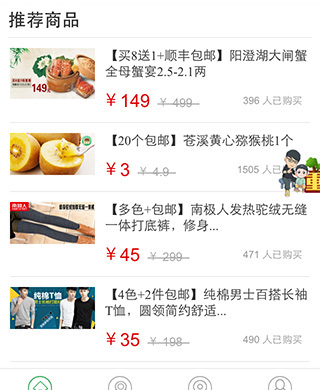 推荐商品
【买8送1+顺丰包邮】阳澄湖大闸蟹
全母蟹宴2.5-2.1两
149
¥ 149 ¥ 499 396 人已购买
【20个包邮】苍溪黄心猕猴桃1个
¥ 3 ¥ 4.9 1505 人已购买
【多色+包邮】南极人发热驼绒无缝
一体打底裤，修身...
南极人
¥ 45 ¥ 299 471 人已购买
【4色+2件包邮】纯棉男士百搭长袖
T恤，圆领简约舒适...
纯棉T恤
¥ 35 ¥ 198 490 人已购买